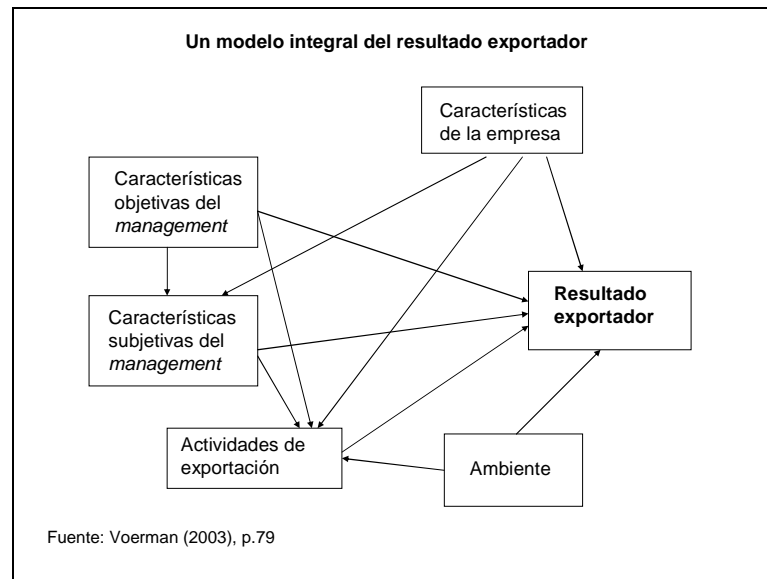 Un modelo integral del resultado exportador
Características
de la empresa
Características
objetivas del
management
Resultado
exportador
Características
subjetivas del
management
Actividades de
exportación
Ambiente
Fuente: Voerman (2003), p.79